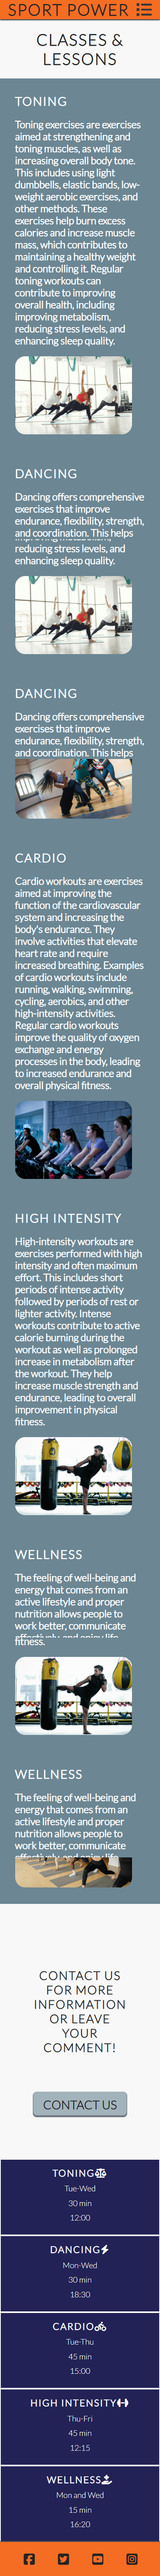 SPORT POWER
CLASSES &
LESSONS
TONING
Toning exercises are exercises
aimed at strengthening and
toning muscles, as well as
increasing overall body tone.
This includes using light
dumbbells, elastic bands, low-
weight aerobic exercises, and
other methods. These
exercises help burn excess
calories and increase muscle
mass, which contributes to
maintaining a healthy weight
and controlling it. Regular
toning workouts can
contribute to improving
overall health, including
improving metabolism,
reducing stress levels, and
enhancing sleep quality.
DANCING
Dancing offers comprehensive
exercises that improve
endurance, flexibility, strength,
and coordination. This helps
improving metabolism,
reducing stress levels, and
enhancing sleep quality.
DANCING
Dancing offers comprehensive
exercises that improve
endurance, flexibility, strength,
and coordination. This helps
CARDIO
Cardio workouts are exercises
aimed at improving the
function of the cardiovascular
system and increasing the
body's endurance. They
involve activities that elevate
heart rate and require
increased breathing. Examples
of cardio workouts include
running, walking, swimming,
cycling, aerobics, and other
high-intensity activities.
Regular cardio workouts
improve the quality of oxygen
exchange and energy
processes in the body, leading
to increased endurance and
overall physical fitness.
HIGH INTENSITY
High-intensity workouts are
exercises performed with high
intensity and often maximum
effort. This includes short
periods of intense activity
followed by periods of rest or
lighter activity. Intense
workouts contribute to active
calorie burning during the
workout as well as prolonged
increase in metabolism after
the workout. They help
increase muscle strength and
endurance, leading to overall
improvement in physical
fitness.
WELLNESS
The feeling of well-being and
energy that comes from an
active lifestyle and proper
nutrition allows people to
work better, communicate
effectively, and enjoy life
fitness.
WELLNESS
The feeling of well-being and
energy that comes from an
active lifestyle and proper
nutrition allows people to
work better, communicate
effectively, and enjoy life
CONTACT US
FOR MORE
INFORMATION
OR LEAVE
YOUR
COMMENT!
CONTACT US
TONING
Tue-Wed
30 min
12:00
DANCING
Mon-Wed
30 min
18:30
CARDIO
Tue-Thu
45 min
15:00
HIGH INTENSITY
Thu-Fri
45 min
12:15
WELLNESS
Mon and Wed
15 min
16:20